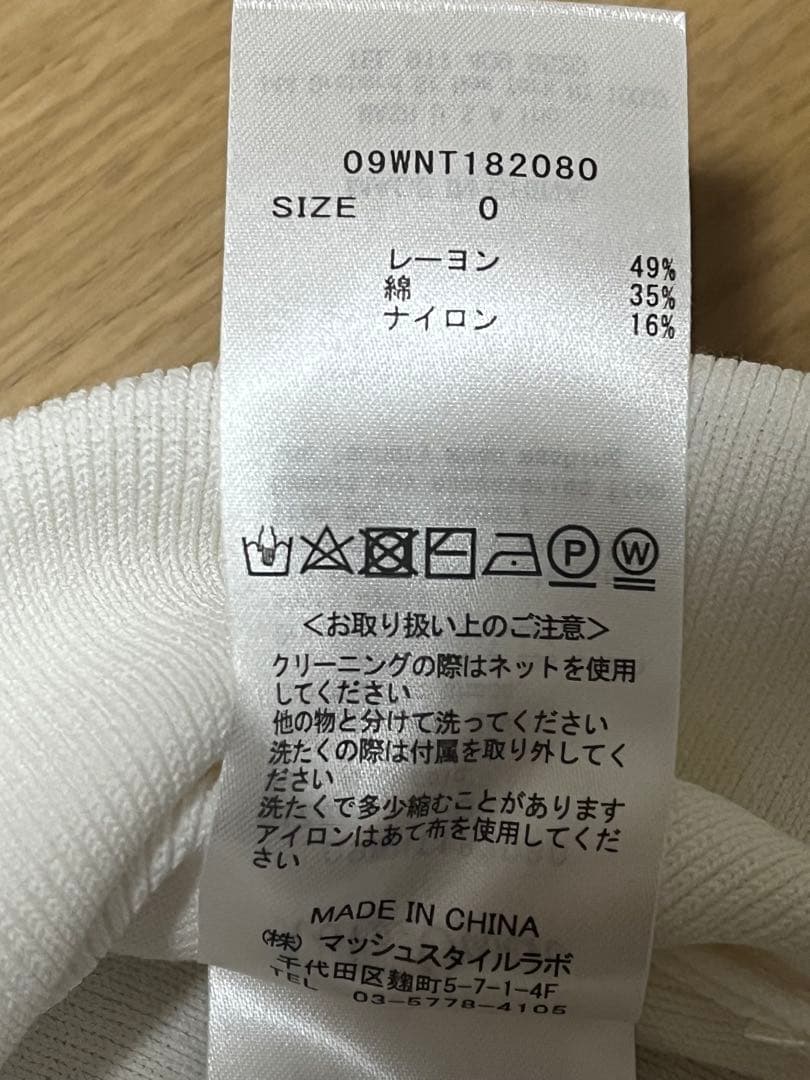 09WNT182080
SIZE 0
レーヨン 49%
綿 35%
ナイロン 16%
P W
＜お取り扱い上のご注意＞
クリーニングの際はネットを使用
してください
他の物と分けて洗ってください
洗たくの際は付属を取り外してく
ださい
洗たくで多少縮むことがあります
アイロンはあて布を使用してくだ
さい
MADE IN CHINA
(株)マッシュスタイルラボ
千代田区麹町5-7-1-4F
TEL 03-5778-4105